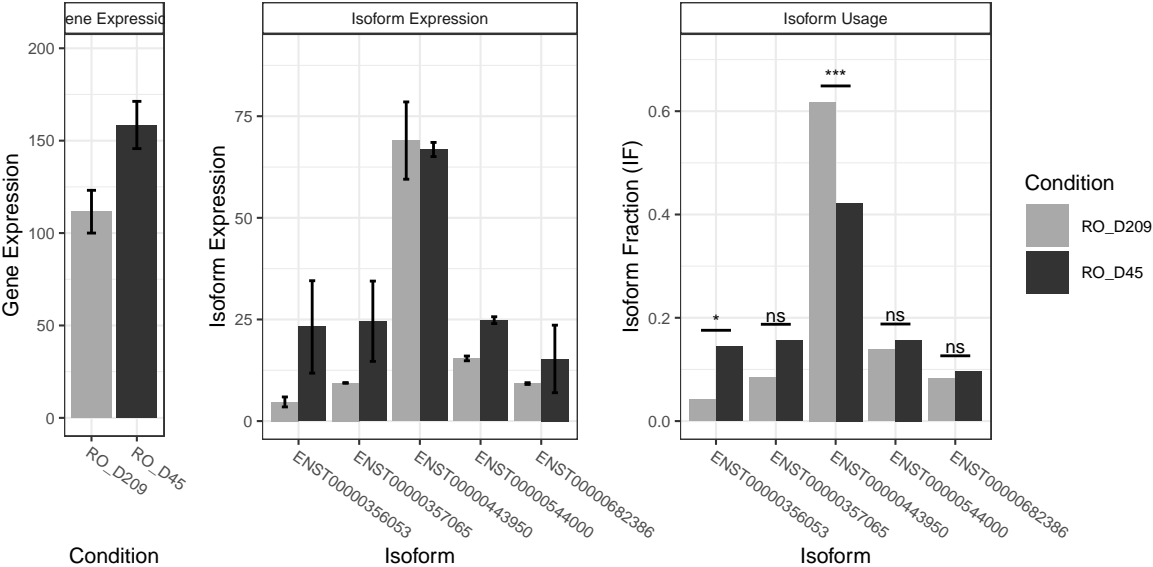 ene Expressio
Gene Expression
200
150
100
50
0
RO_D209
RO_D45
Condition
Isoform Expression
Isoform Expression
75
50
25
0
ENST00000356053
ENST00000357065
ENST00000443950
ENST00000544000
ENST00000682386
Isoform
Isoform Usage
Isoform Fraction (IF)
0.6
0.4
0.2
0.0
*
ns
***
ns
ns
ENST00000356053
ENST00000357065
ENST00000443950
ENST00000544000
ENST00000682386
Isoform
Condition
RO_D209
RO_D45